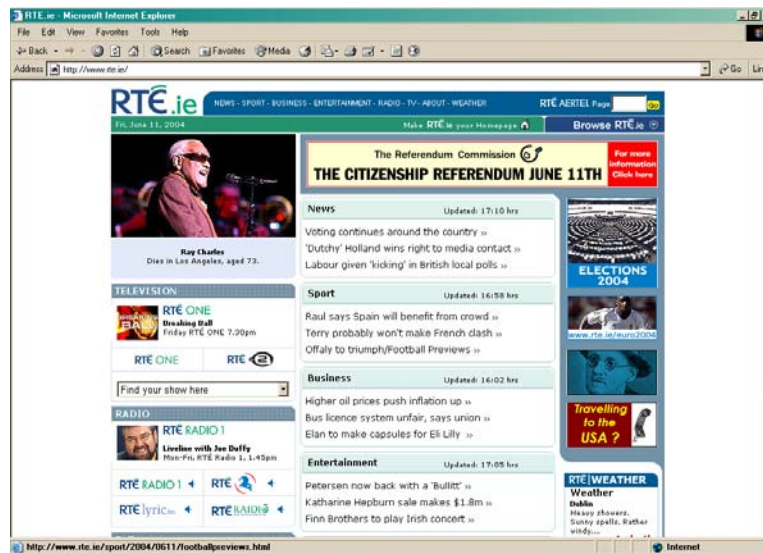 RTE.ie - Microsoft Internet Explorer
File Edit View Favorites Tools Help
Back Search Favorites Media
Address http://www.rte.ie/ Go
RTÉ.ie NEWS - SPORT - BUSINESS - ENTERTAINMENT - RADIO - TV - ABOUT - WEATHER RTÉ AERTEL Page Go
Fri, June 11, 2004 Make RTÉ.ie your Homepage Browse RTÉ.ie
The Referendum Commission
THE CITIZENSHIP REFERENDUM JUNE 11TH
For more
information
Click here
Ray Charles
Dies in Los Angeles, aged 73.
TELEVISION
BREAKING
BALL
RTÉ ONE
Breaking Ball
Friday RTÉ ONE 7.30pm
RTÉ ONE RTÉ 2
Find your show here
RADIO
RTÉ RADIO 1
Liveline with Joe Duffy
Mon-Fri, RTÉ Radio 1, 1.45pm
RTÉ RADIO 1 RTÉ 2
RTÉ lyric fm RTÉ RAIDIÓ
News Updated: 17:10 hrs
Voting continues around the country »
'Dutchy' Holland wins right to media contact »
Labour given 'kicking' in British local polls »
Sport Updated: 16:58 hrs
Raul says Spain will benefit from crowd »
Terry probably won't make French clash »
Offaly to triumph/Football Previews »
Business Updated: 16:02 hrs
Higher oil prices push inflation up »
Bus licence system unfair, says union »
Elan to make capsules for Eli Lilly »
Entertainment Updated: 17:05 hrs
Petersen now back with a 'Bullitt' »
Katharine Hepburn sale makes $1.8m »
Finn Brothers to play Irish concert »
ELECTIONS
2004
www.rte.ie/euro2004
Travelling
to the
USA ?
RTÉ WEATHER
Weather
Dublin
Heavy showers.
Sunny spells. Rather
windy....
http://www.rte.ie/sport/2004/0611/footballpreviews.html Internet